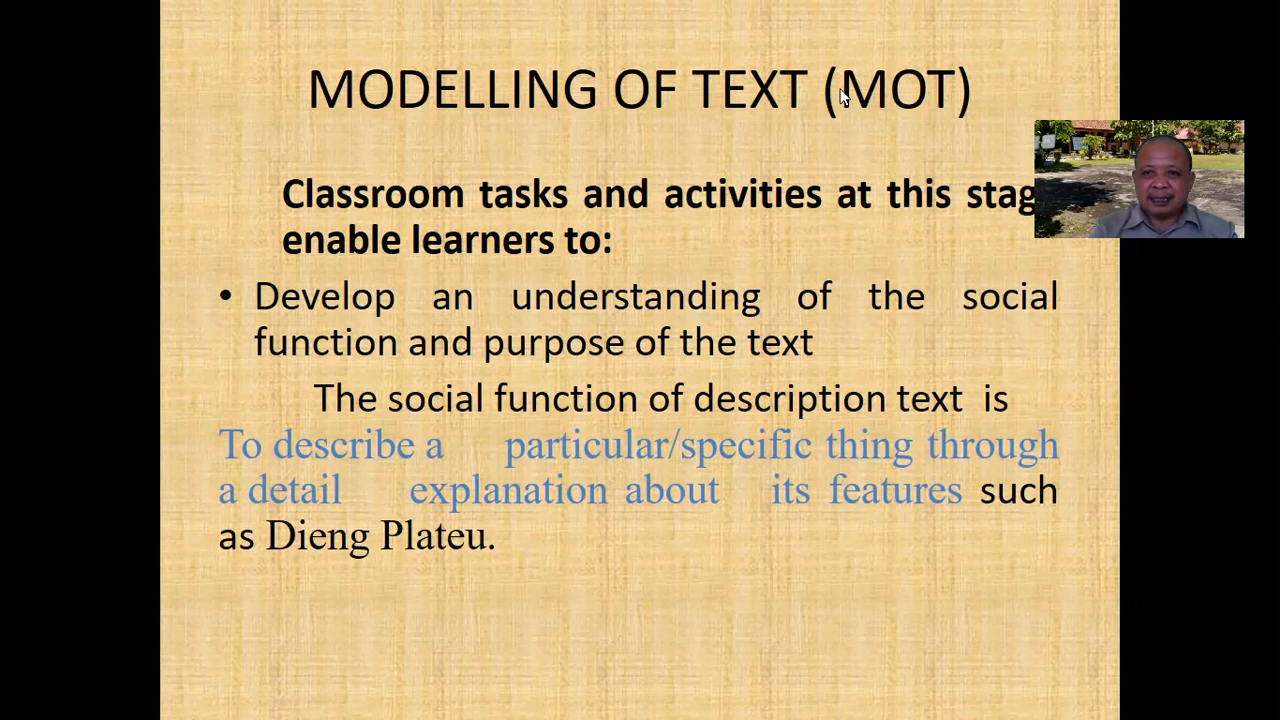 MODELLING OF TEXT (MOT)
Classroom tasks and activities at this stag
enable learners to:
• Develop an understanding of the social
function and purpose of the text
The social function of description text is
To describe a particular/specific thing through
a detail explanation about its features such
as Dieng Plateu.